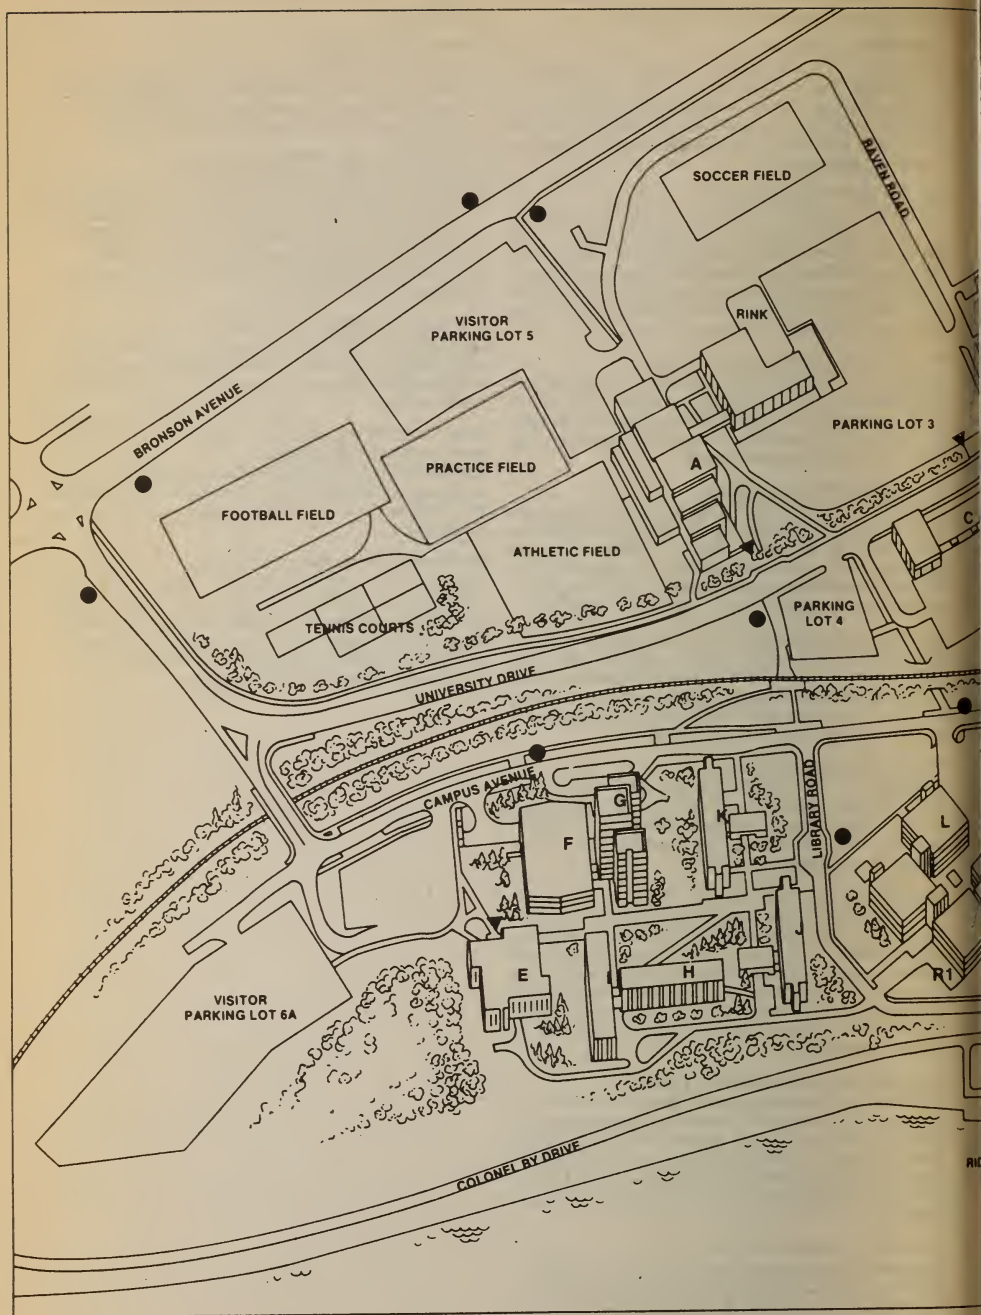 SOCCER FIELD
RAVEN ROAD
VISITOR
PARKING LOT 5
RINK
BRONSON AVENUE
PARKING LOT 3
PRACTICE FIELD
A
FOOTBALL FIELD
C
ATHLETIC FIELD
PARKING
LOT 4
TENNIS COURTS
UNIVERSITY DRIVE
CAMPUS AVENUE
LIBRARY ROAD
G
K
L
F
J
E
H
R1
VISITOR
PARKING LOT 6A
COLONEL BY DRIVE